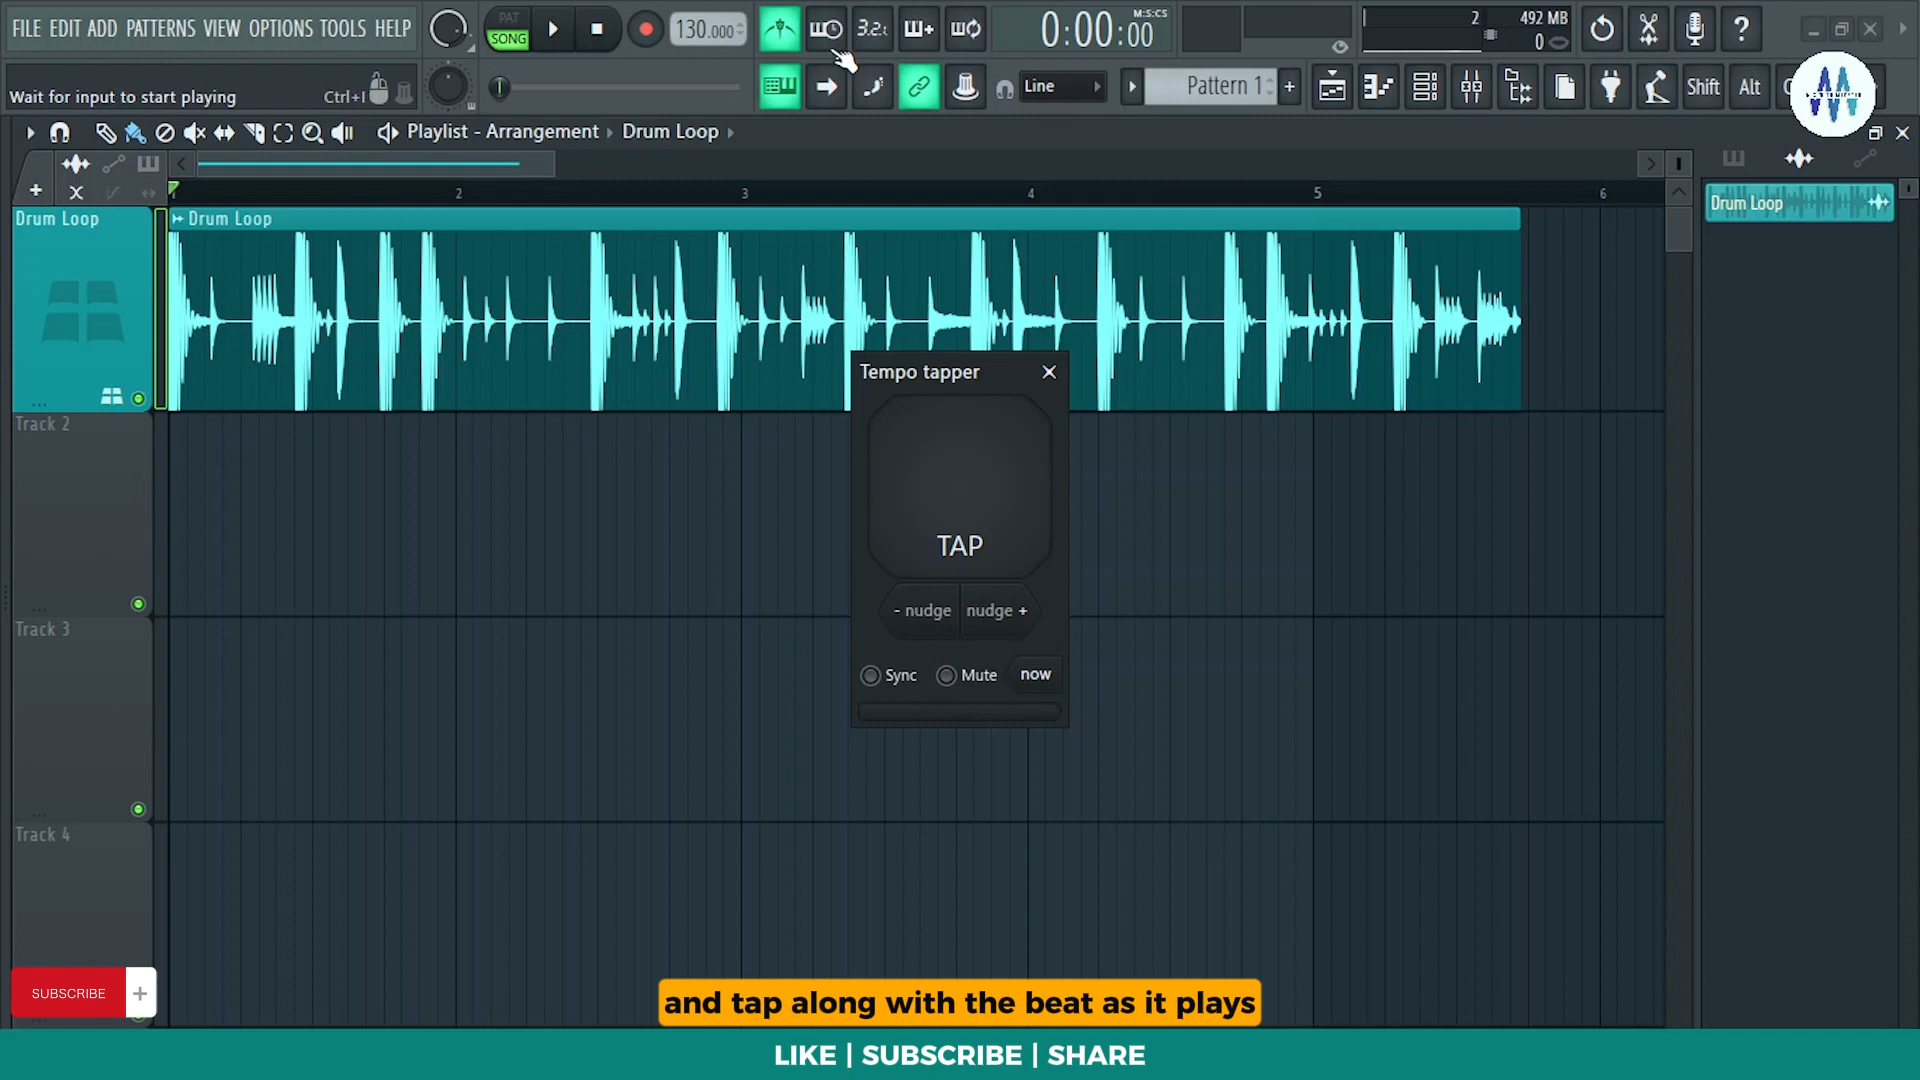 FILE EDIT ADD PATTERNS VIEW OPTIONS TOOLS HELP
PAT
SONG
130.000
3.2.
M:S:CS
0:00:00
2
492 MB
0
?
Wait for input to start playing
Ctrl+I
Line
Pattern 1
+
Shift
Alt
Playlist - Arrangement
Drum Loop
1 2 3 4 5 6
Drum Loop
Drum Loop
Drum Loop
Tempo tapper
TAP
- nudge
nudge +
Sync
Mute
now
Track 2
Track 3
Track 4
SUBSCRIBE
and tap along with the beat as it plays
LIKE | SUBSCRIBE | SHARE